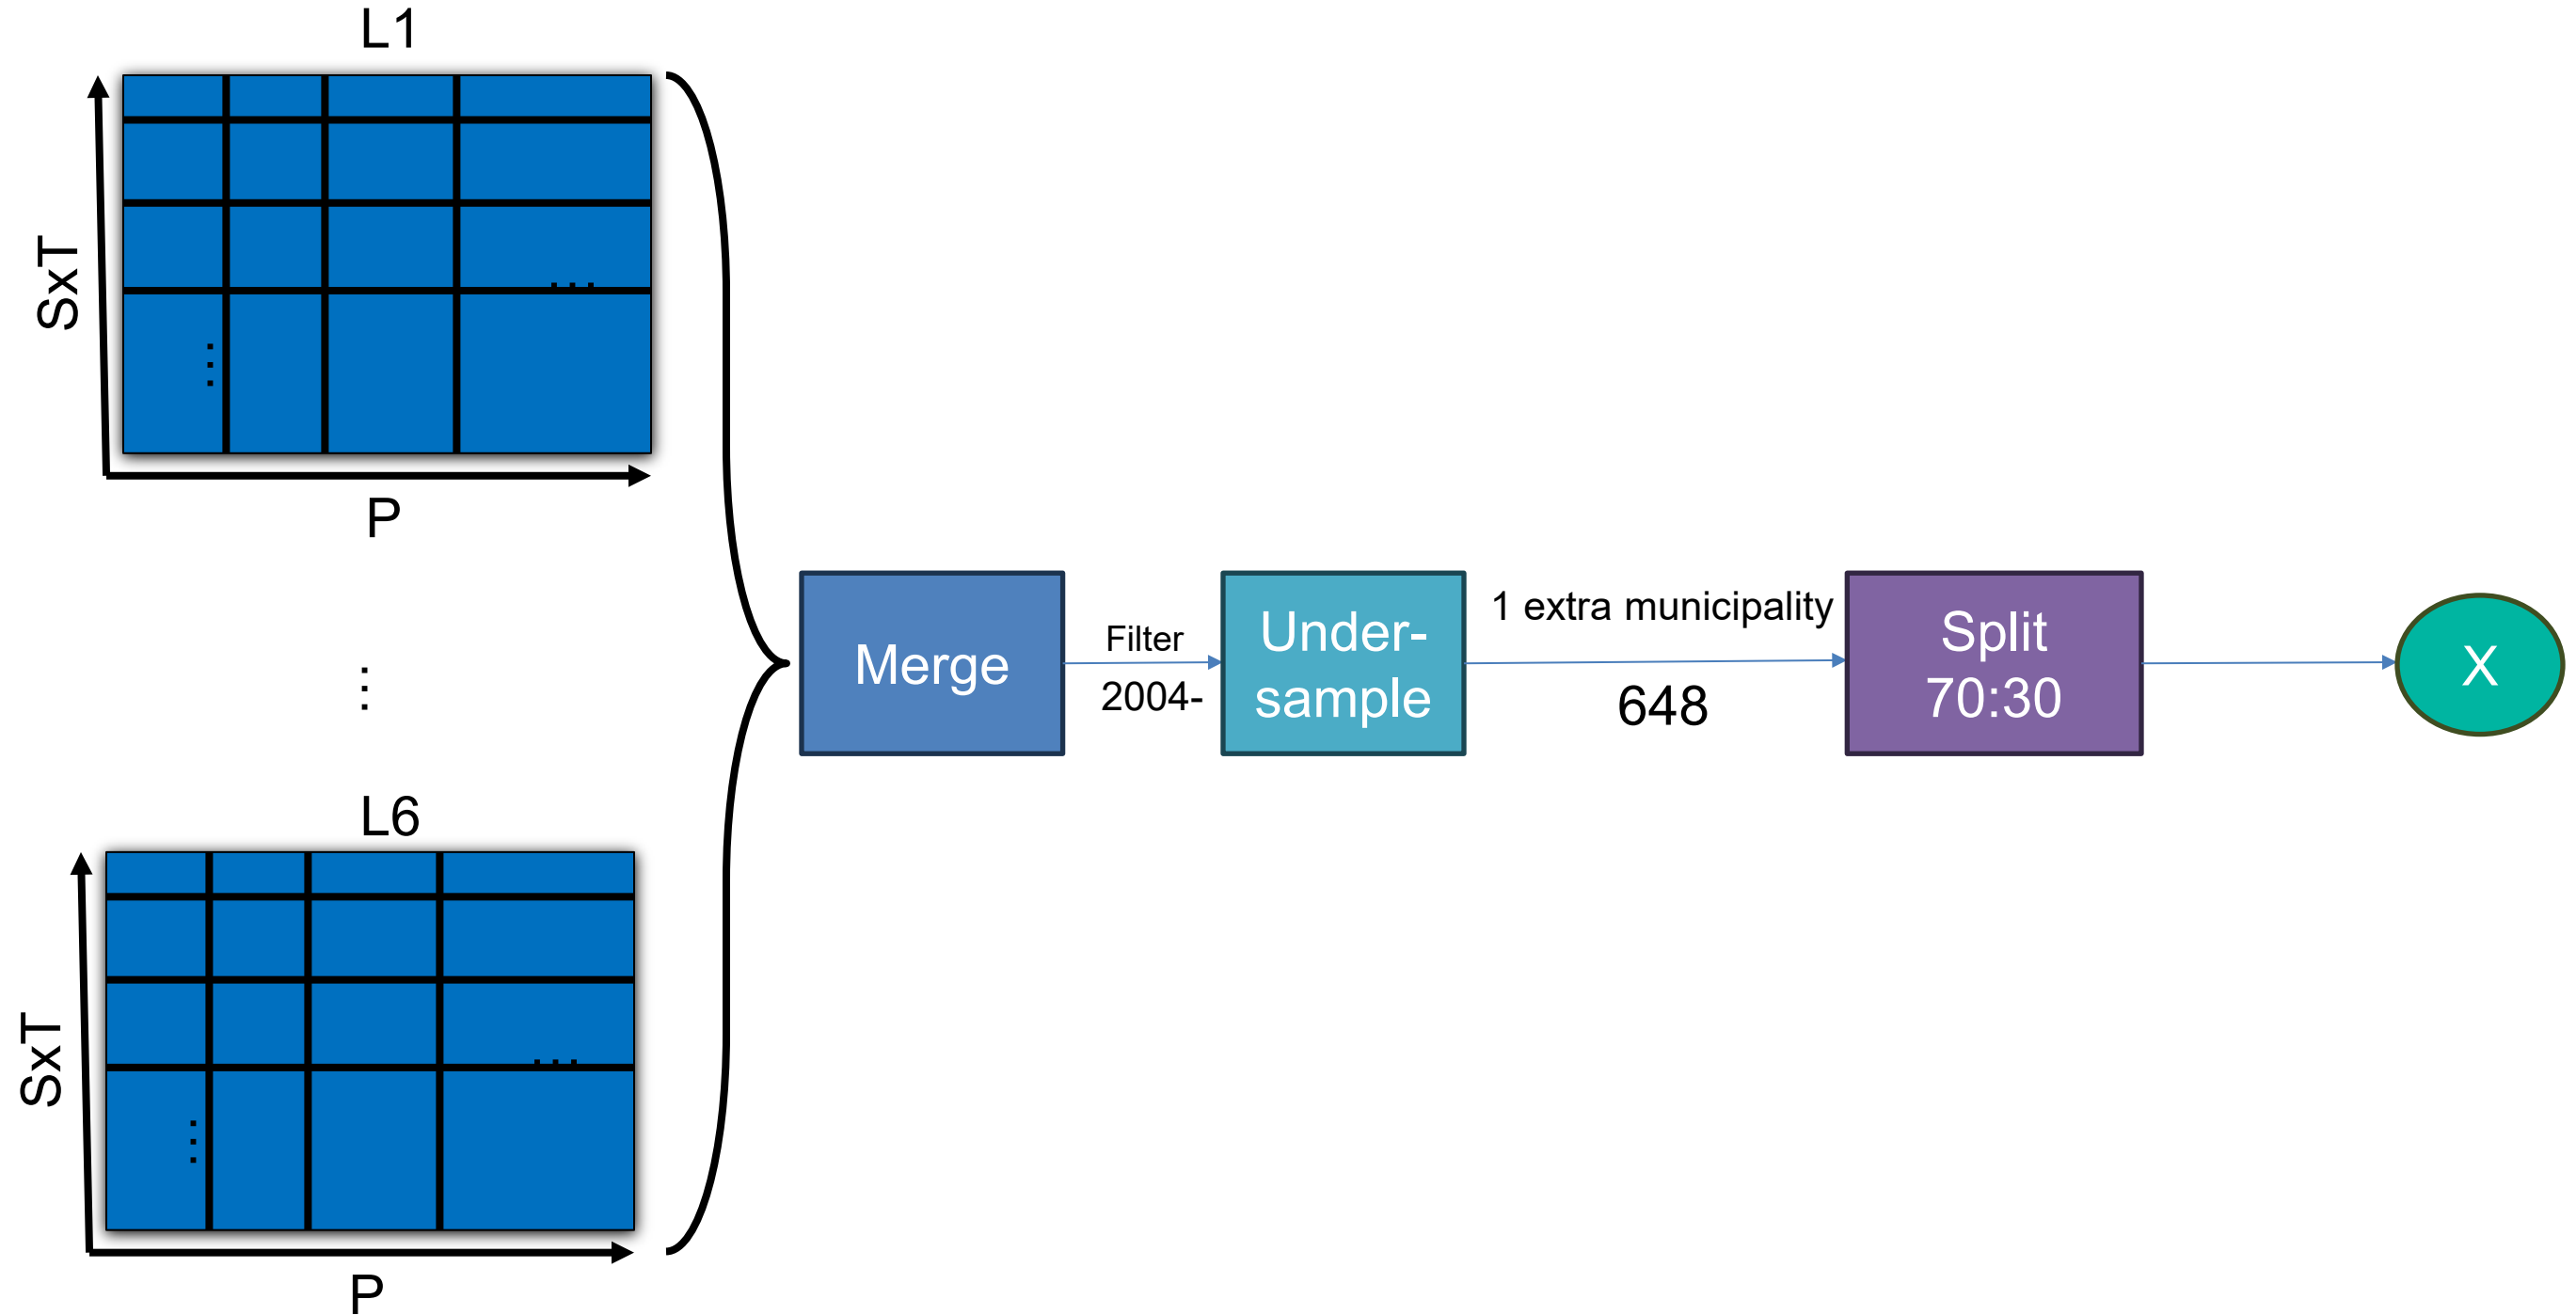 L1
SxT
...
⋮
P
⋮
L6
SxT
...
⋮
P
Merge
Filter
2004-
Under-
sample
1 extra municipality
648
Split
70:30
X